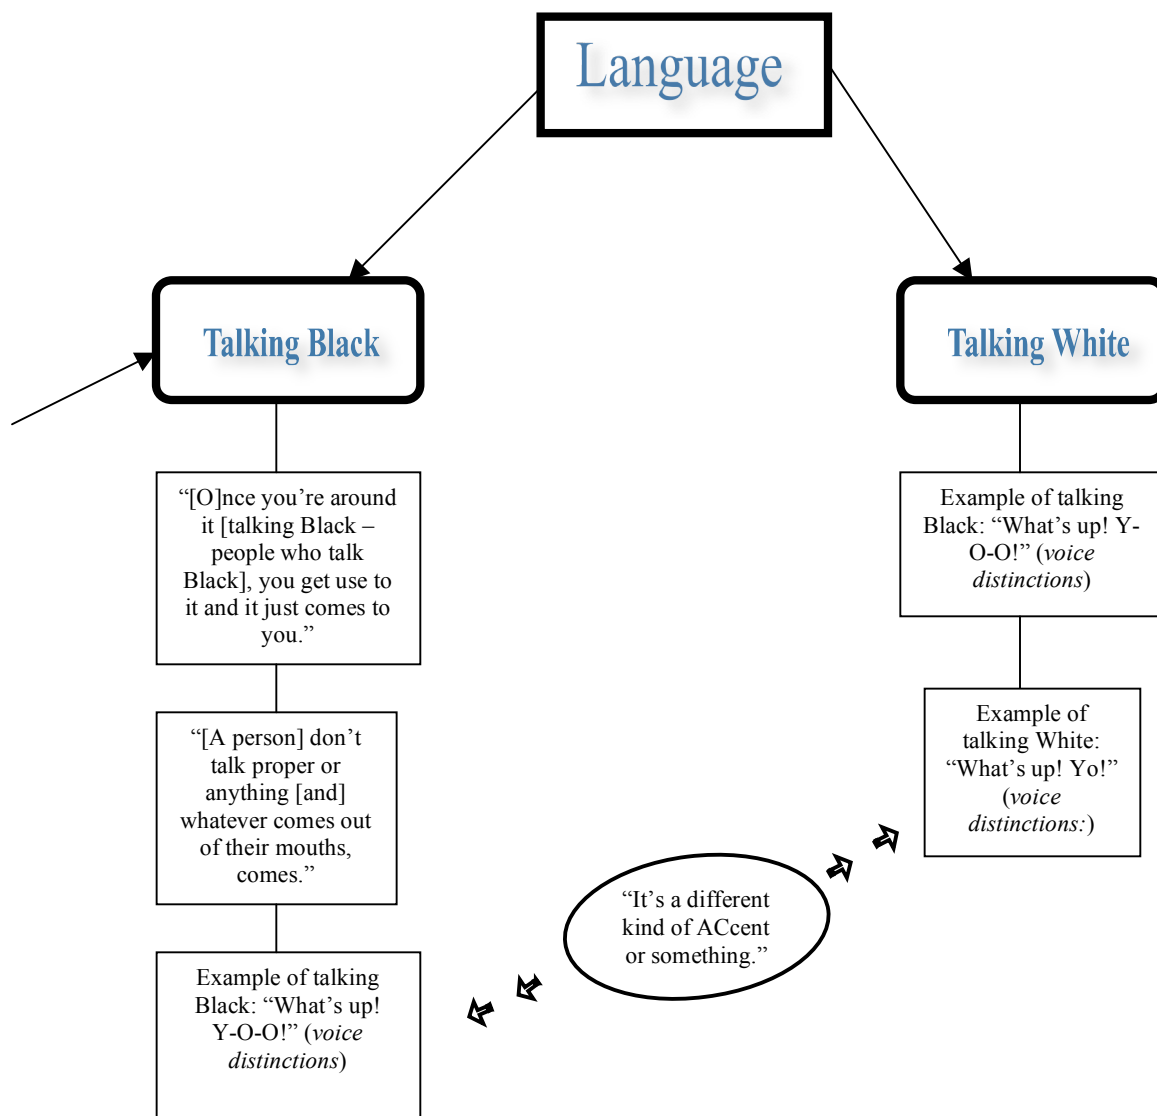 Language
Talking Black
Talking White
“[O]nce you’re around
it [talking Black –
people who talk
Black], you get use to
it and it just comes to
you.”
“[A person] don’t
talk proper or
anything [and]
whatever comes out
of their mouths,
comes.”
Example of talking
Black: “What’s up!
Y-O-O!” (voice
distinctions)
“It’s a different
kind of ACcent
or something.”
Example of talking
Black: “What’s up! Y-
O-O!” (voice
distinctions)
Example of
talking White:
“What’s up! Yo!”
(voice
distinctions:)